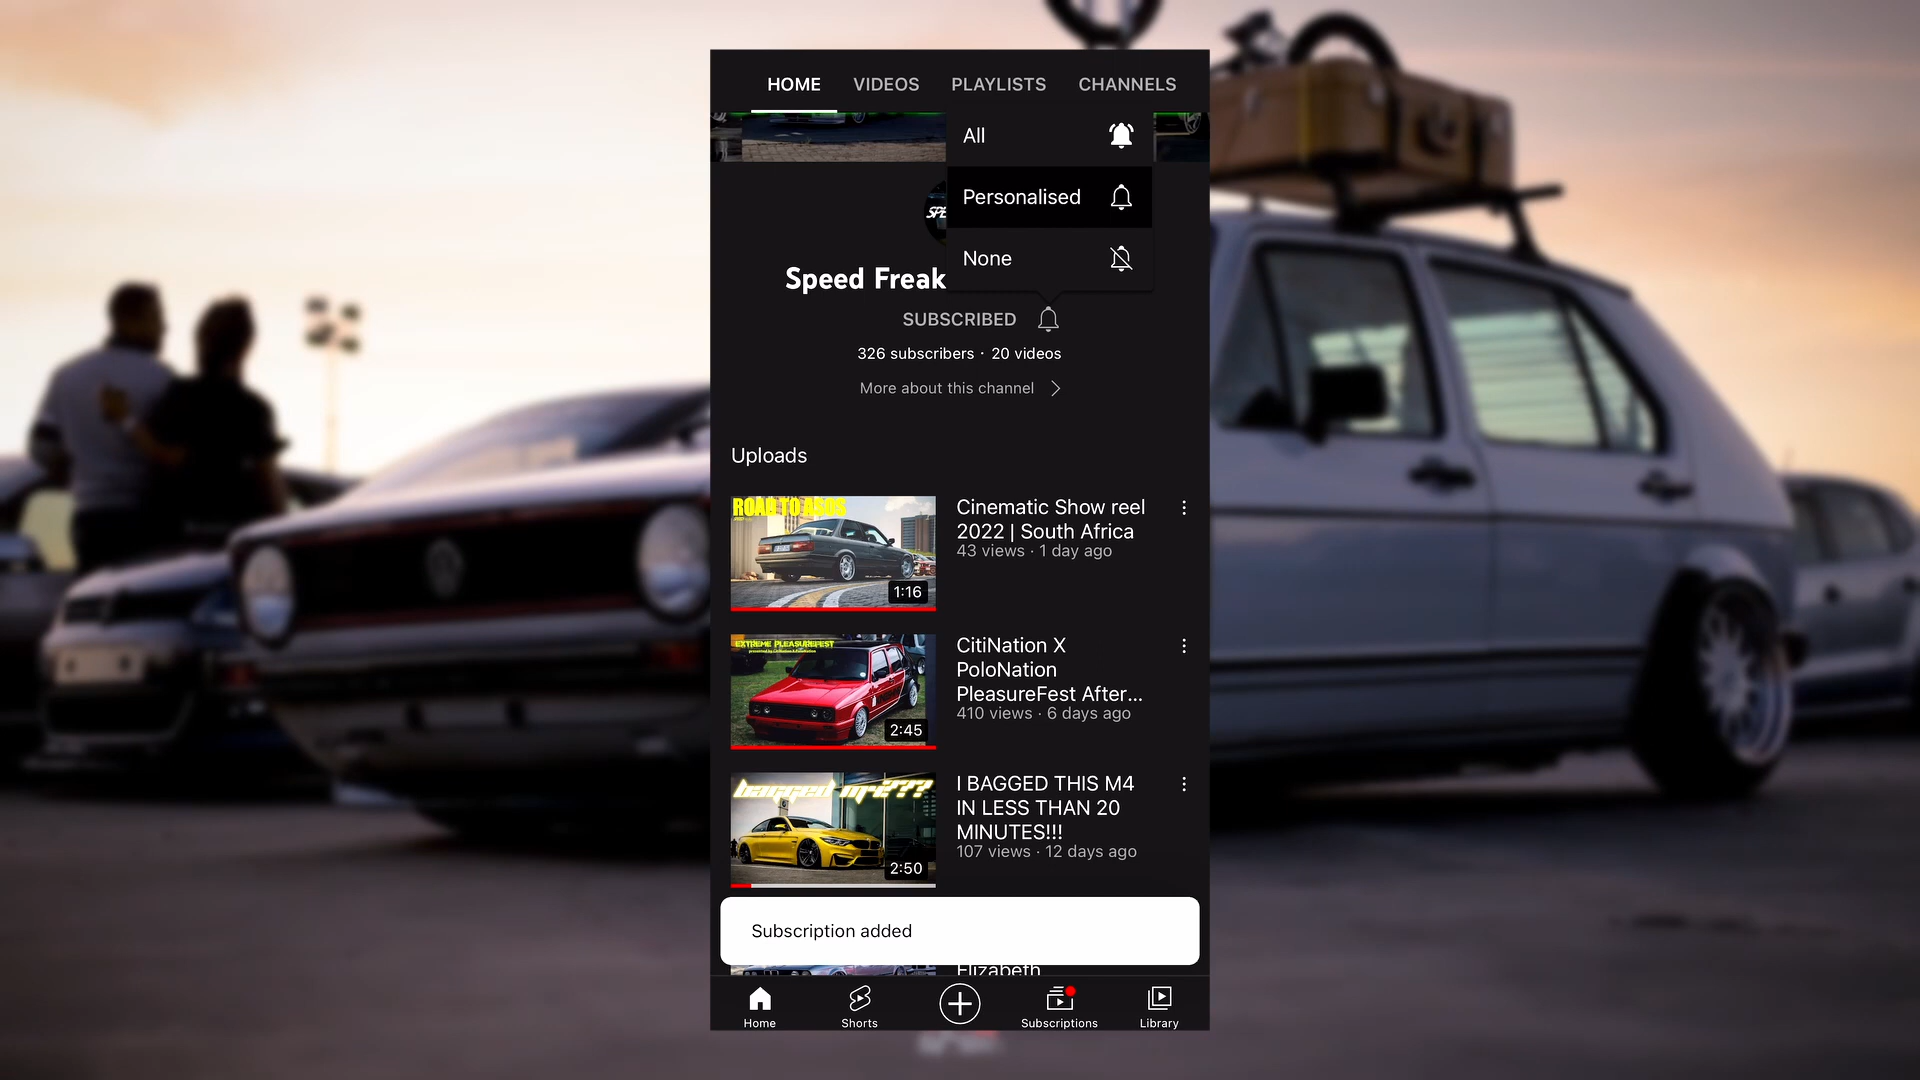 HOME VIDEOS PLAYLISTS CHANNELS
All
Personalised
None
SPE
Speed Freak
SUBSCRIBED
326 subscribers · 20 videos
More about this channel
Uploads
ROAD TO ASOS
1:16
Cinematic Show reel
2022 | South Africa
43 views · 1 day ago
EXTREME PLEASUREFEST
2:45
CitiNation X
PoloNation
PleasureFest After...
410 views · 6 days ago
bagged m4???
2:50
I BAGGED THIS M4
IN LESS THAN 20
MINUTES!!!
107 views · 12 days ago
Subscription added
Elizabeth
Home Shorts Subscriptions Library